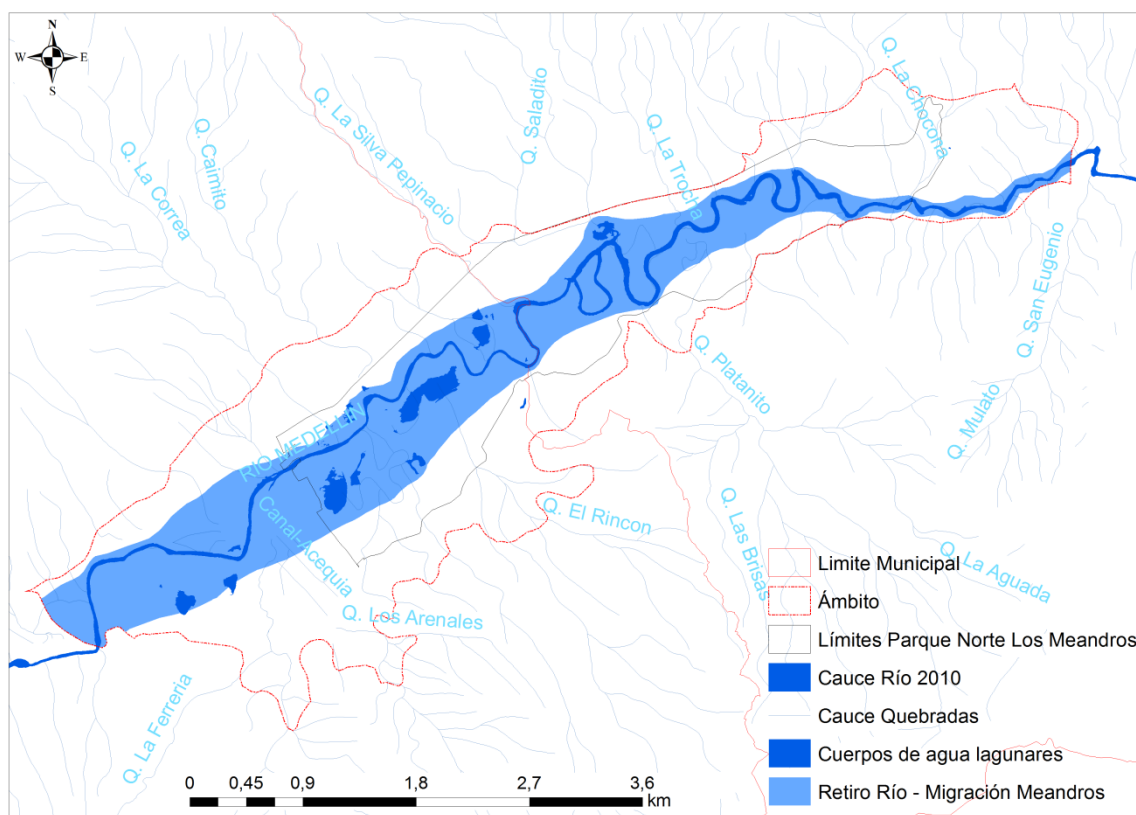 N
W E
S
Q. La Chocona
Q. Saladito
Q. La Silva Pepinacio
Q. La Trocha
Q. Caimito
Q. La Correa
Q. San Eugenio
Q. Platanito
Q. Mulato
RÍO MEDELLÍN
Canal-Acequia
Q. El Rincon
Q. Las Brisas
Q. La Aguada
Q. Los Arenales
Q. La Ferreria
Limite Municipal
Ámbito
Límites Parque Norte Los Meandros
Cauce Río 2010
Cauce Quebradas
Cuerpos de agua lagunares
Retiro Río - Migración Meandros
0 0,45 0,9 1,8 2,7 3,6
km